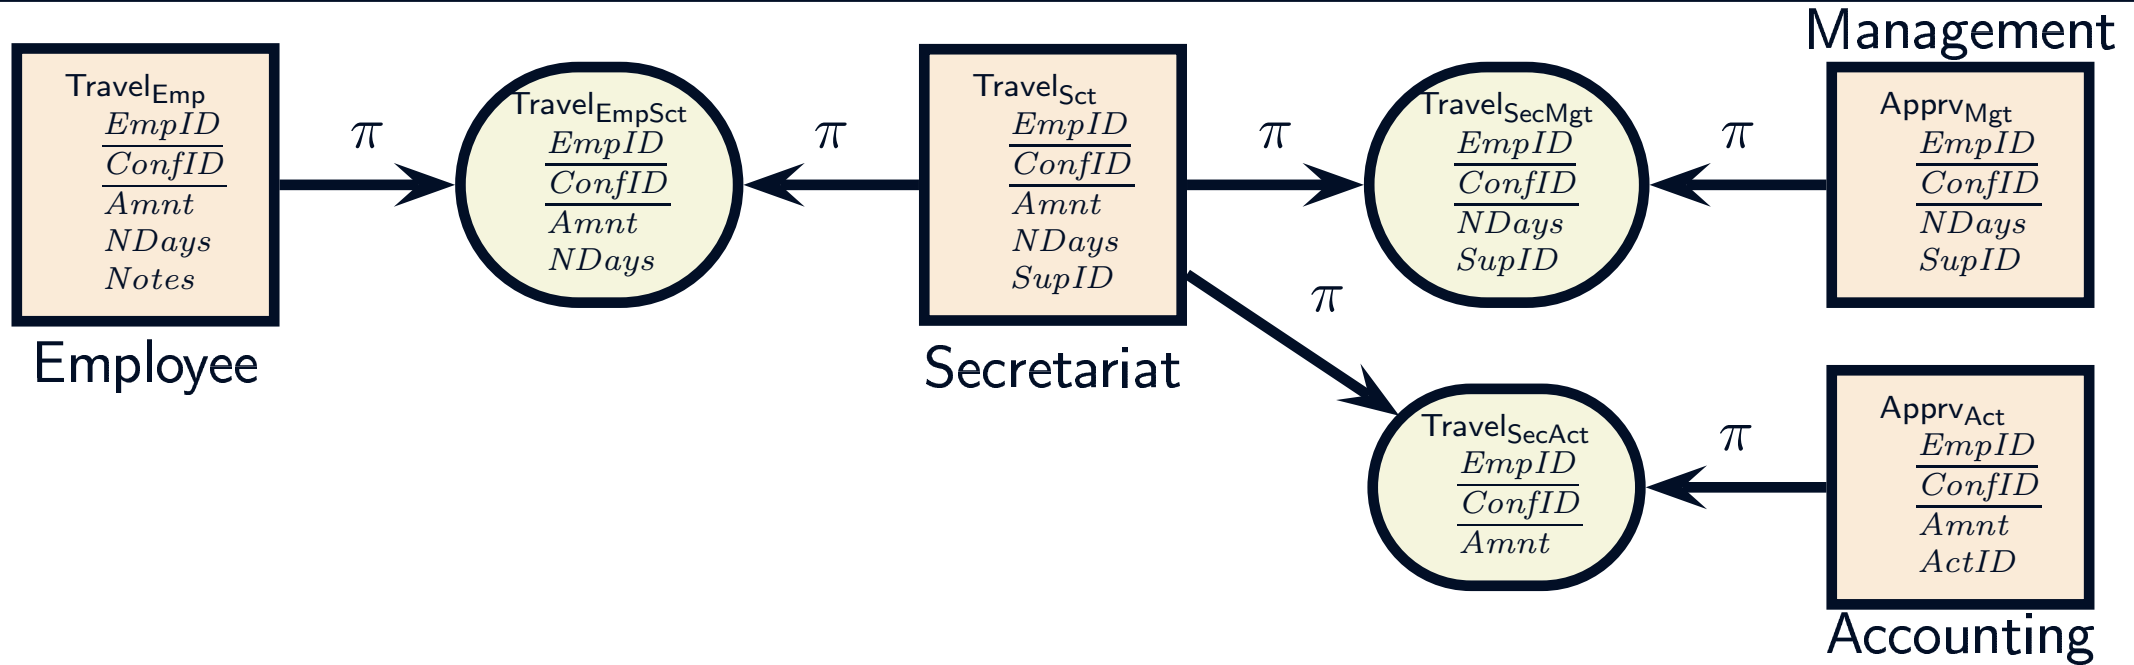 Travel_Emp
EmpID
ConfID
Amnt
NDays
Notes
Employee
π
Travel_EmpSct
EmpID
ConfID
Amnt
NDays
π
Travel_Sct
EmpID
ConfID
Amnt
NDays
SupID
Secretariat
π
Travel_SecMgt
EmpID
ConfID
NDays
SupID
π
Management
Apprv_Mgt
EmpID
ConfID
NDays
SupID
π
Travel_SecAct
EmpID
ConfID
Amnt
π
Apprv_Act
EmpID
ConfID
Amnt
ActID
Accounting